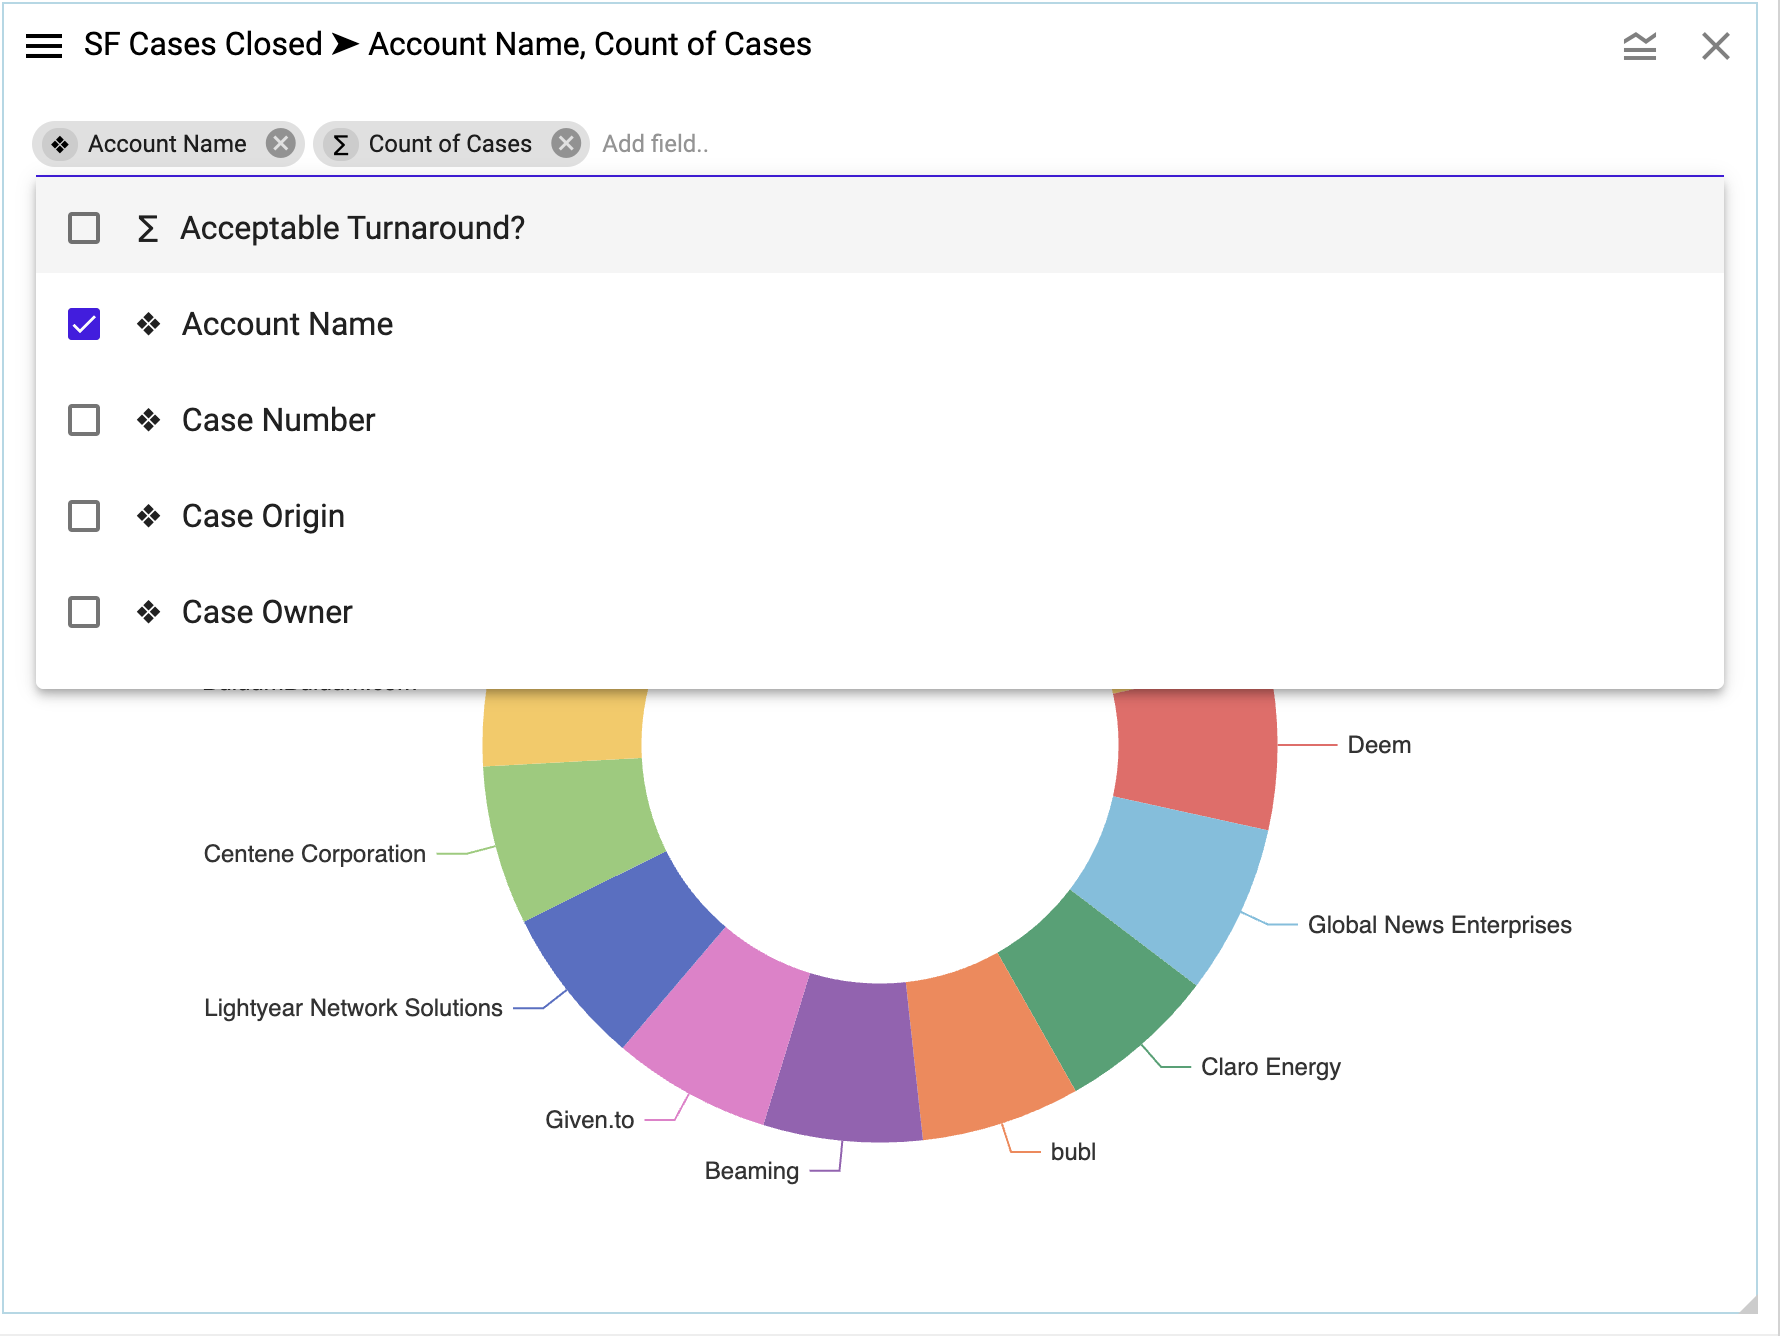 SF Cases Closed ➤ Account Name, Count of Cases
Account Name
Σ Count of Cases
Add field..
Σ Acceptable Turnaround?
Account Name
Case Number
Case Origin
Case Owner
Deem
Centene Corporation
Global News Enterprises
Lightyear Network Solutions
Claro Energy
Given.to
bubl
Beaming